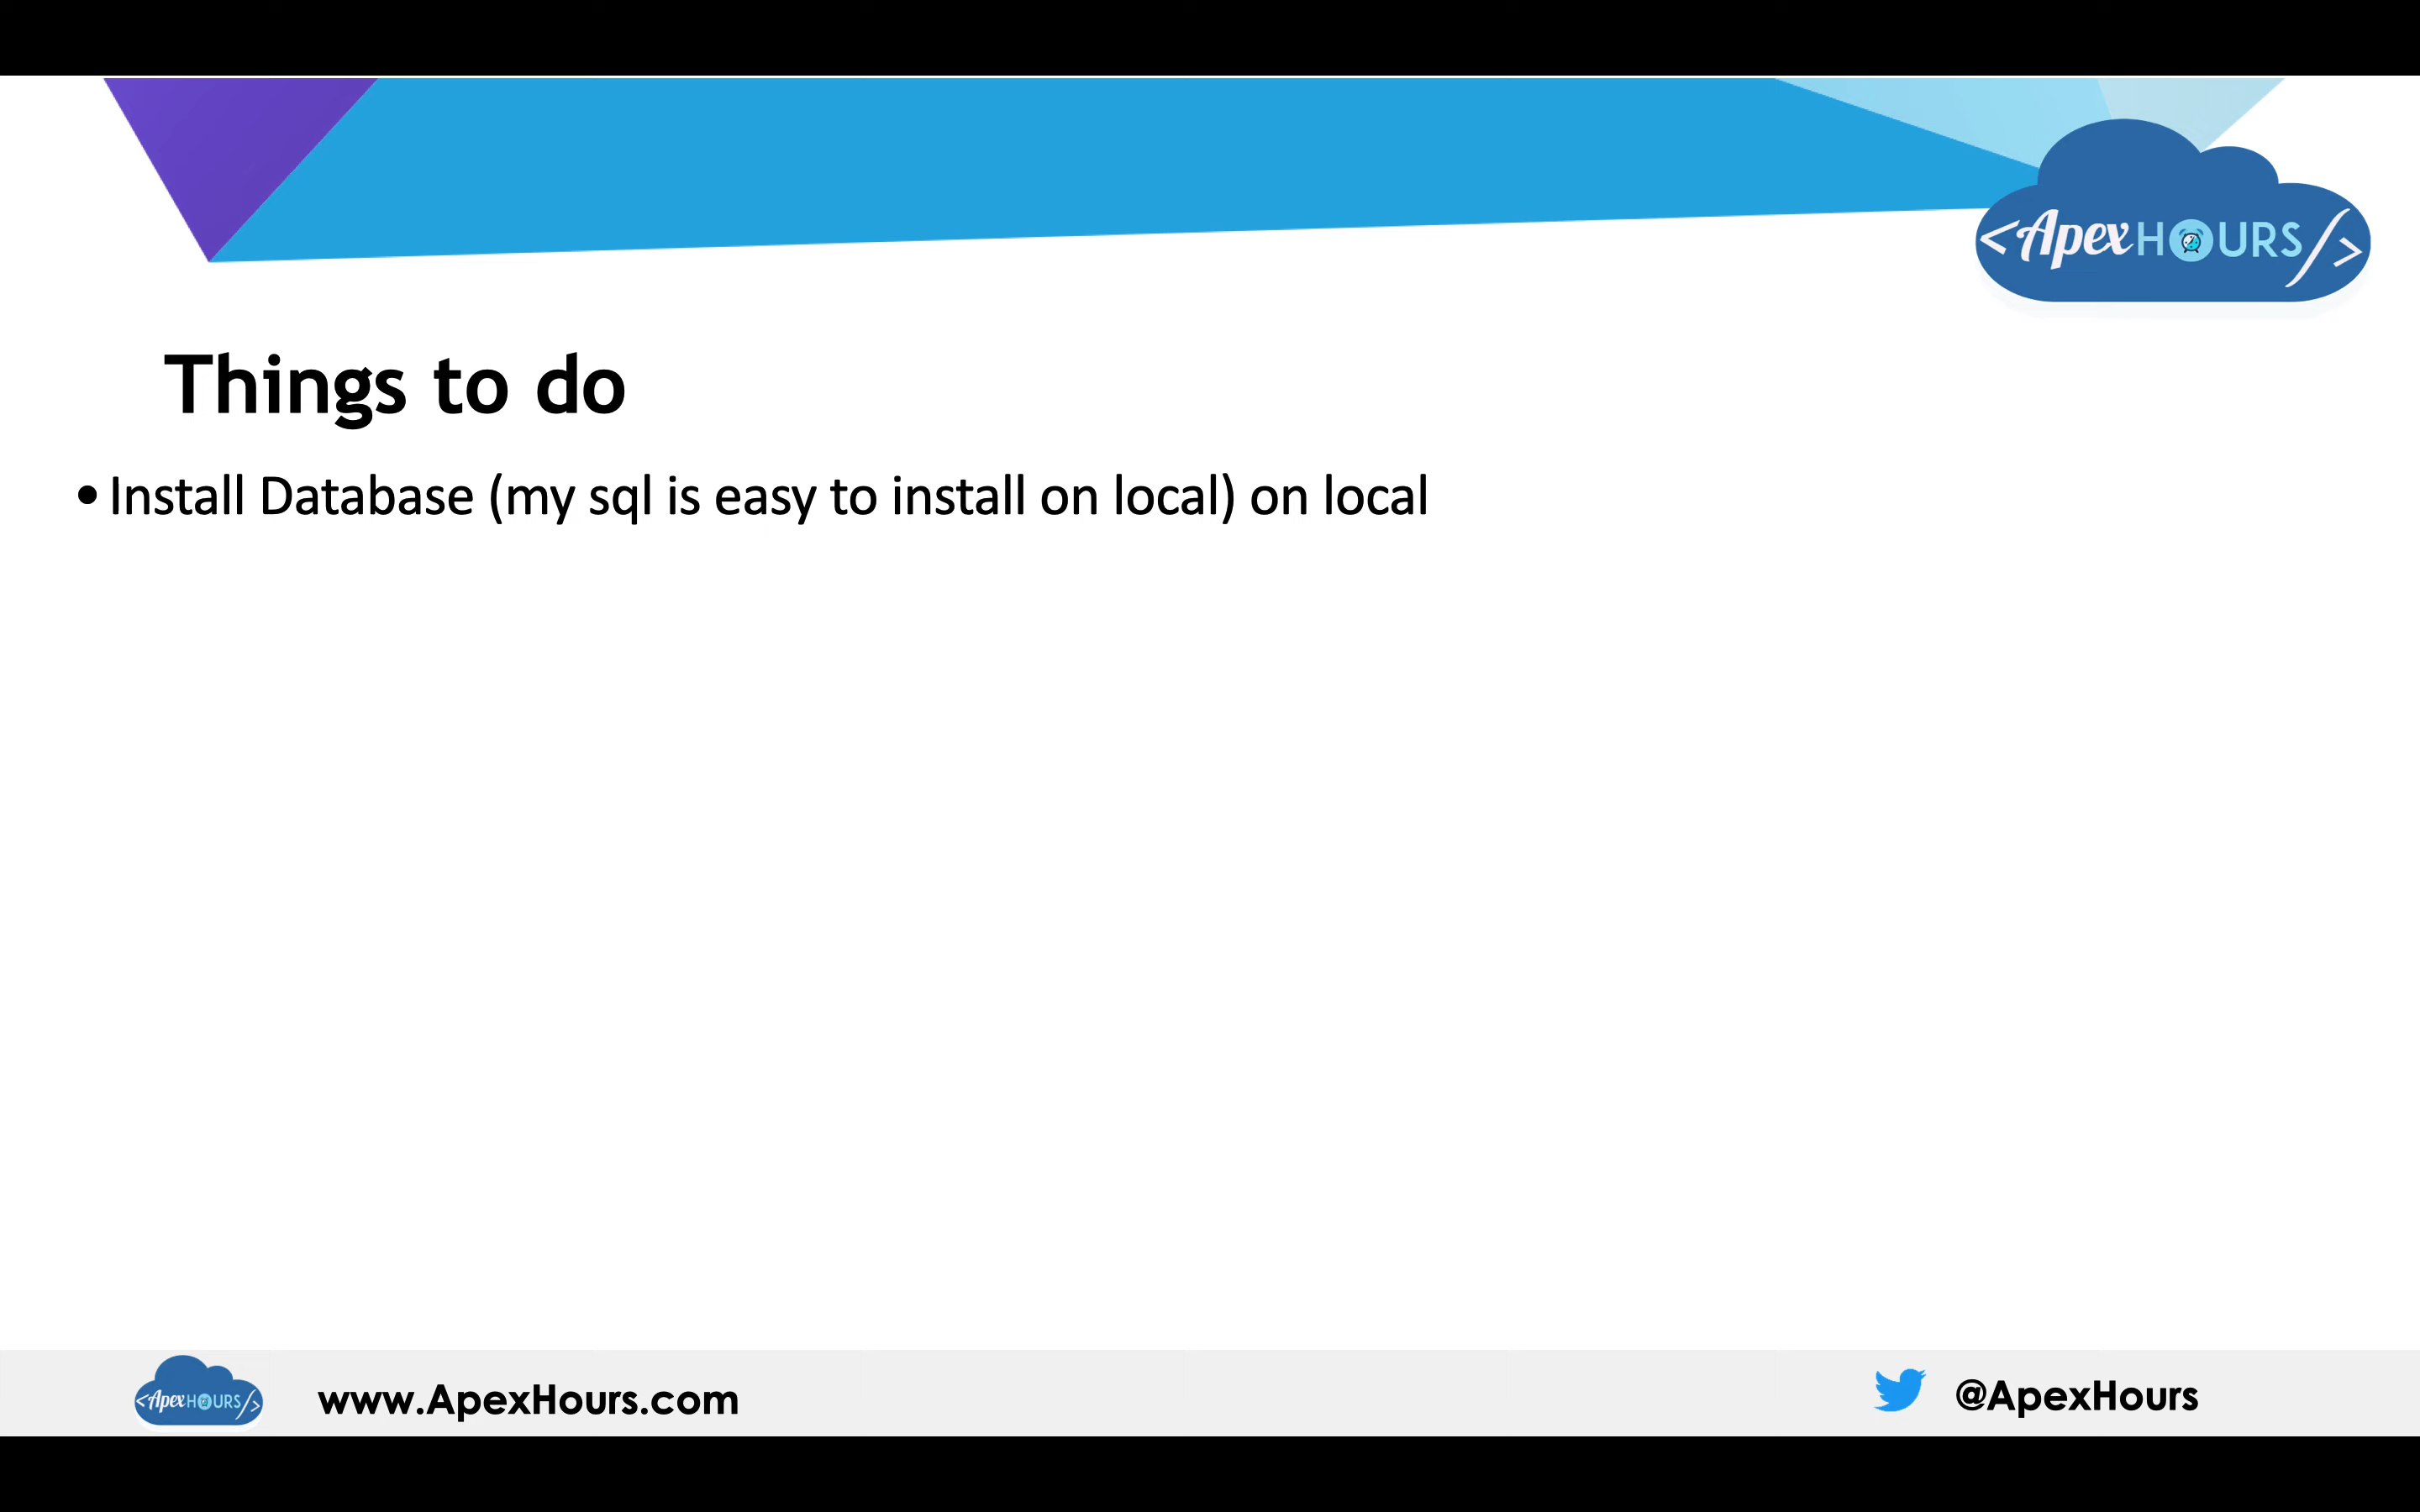 <ApexHOURS/>
Things to do
• Install Database (my sql is easy to install on local) on local
<ApexHOURS/>
www.ApexHours.com
@ApexHours